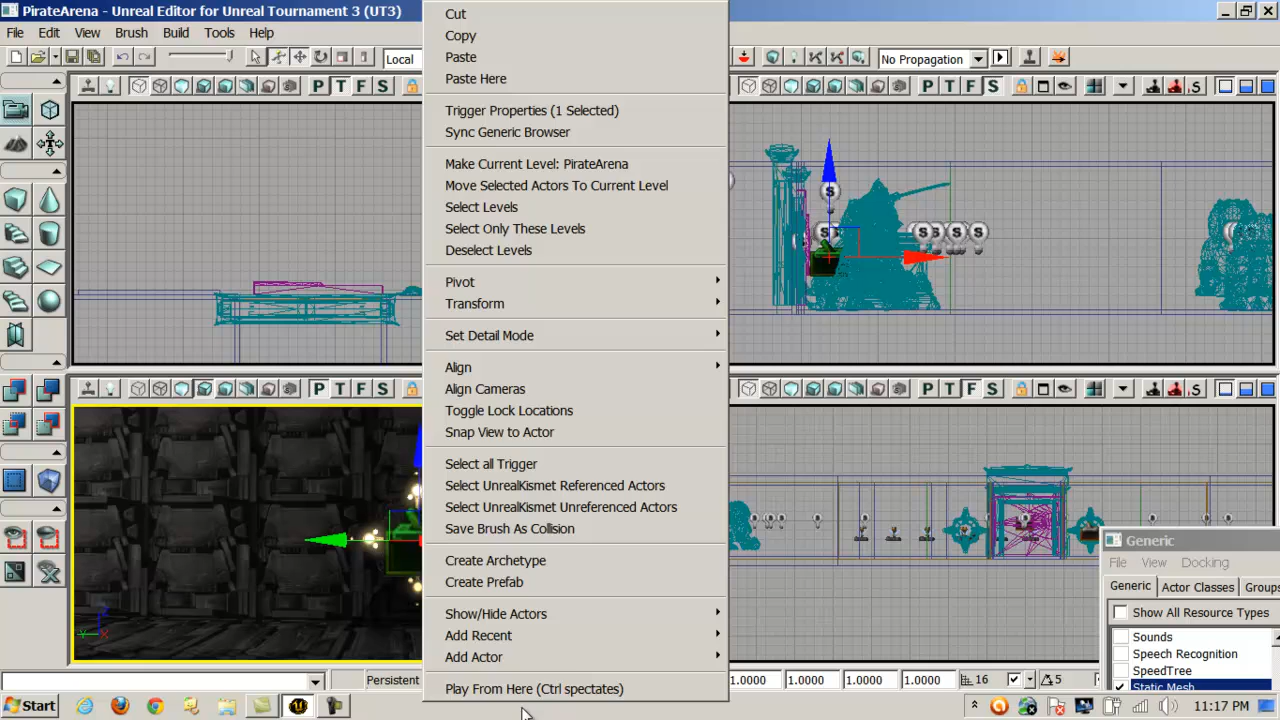 PirateArena - Unreal Editor for Unreal Tournament 3 (UT3)
File Edit View Brush Build Tools Help
Local
No Propagation
P T F S
P T F S
S
Cut
Copy
Paste
Paste Here
Trigger Properties (1 Selected)
Sync Generic Browser
Make Current Level: PirateArena
Move Selected Actors To Current Level
Select Levels
Select Only These Levels
Deselect Levels
Pivot
Transform
Set Detail Mode
Align
Align Cameras
Toggle Lock Locations
Snap View to Actor
Select all Trigger
Select UnrealKismet Referenced Actors
Select UnrealKismet Unreferenced Actors
Save Brush As Collision
Create Archetype
Create Prefab
Show/Hide Actors
Add Recent
Add Actor
Play From Here (Ctrl spectates)
P T F S
P T F S
S
Generic
File View Docking
Generic Actor Classes Groups
Show All Resource Types
Sounds
Speech Recognition
SpeedTree
Static Mesh
Persistent
1.0000 1.0000 1.0000 1.0000 16 5
Start
11:17 PM